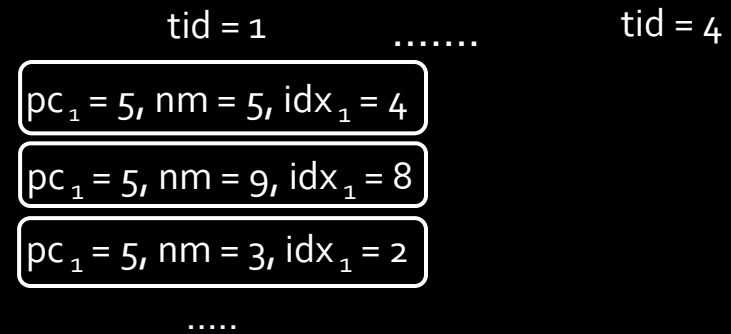 tid = 1 ....... tid = 4
pc₁ = 5, nm = 5, idx₁ = 4
pc₁ = 5, nm = 9, idx₁ = 8
pc₁ = 5, nm = 3, idx₁ = 2
.....